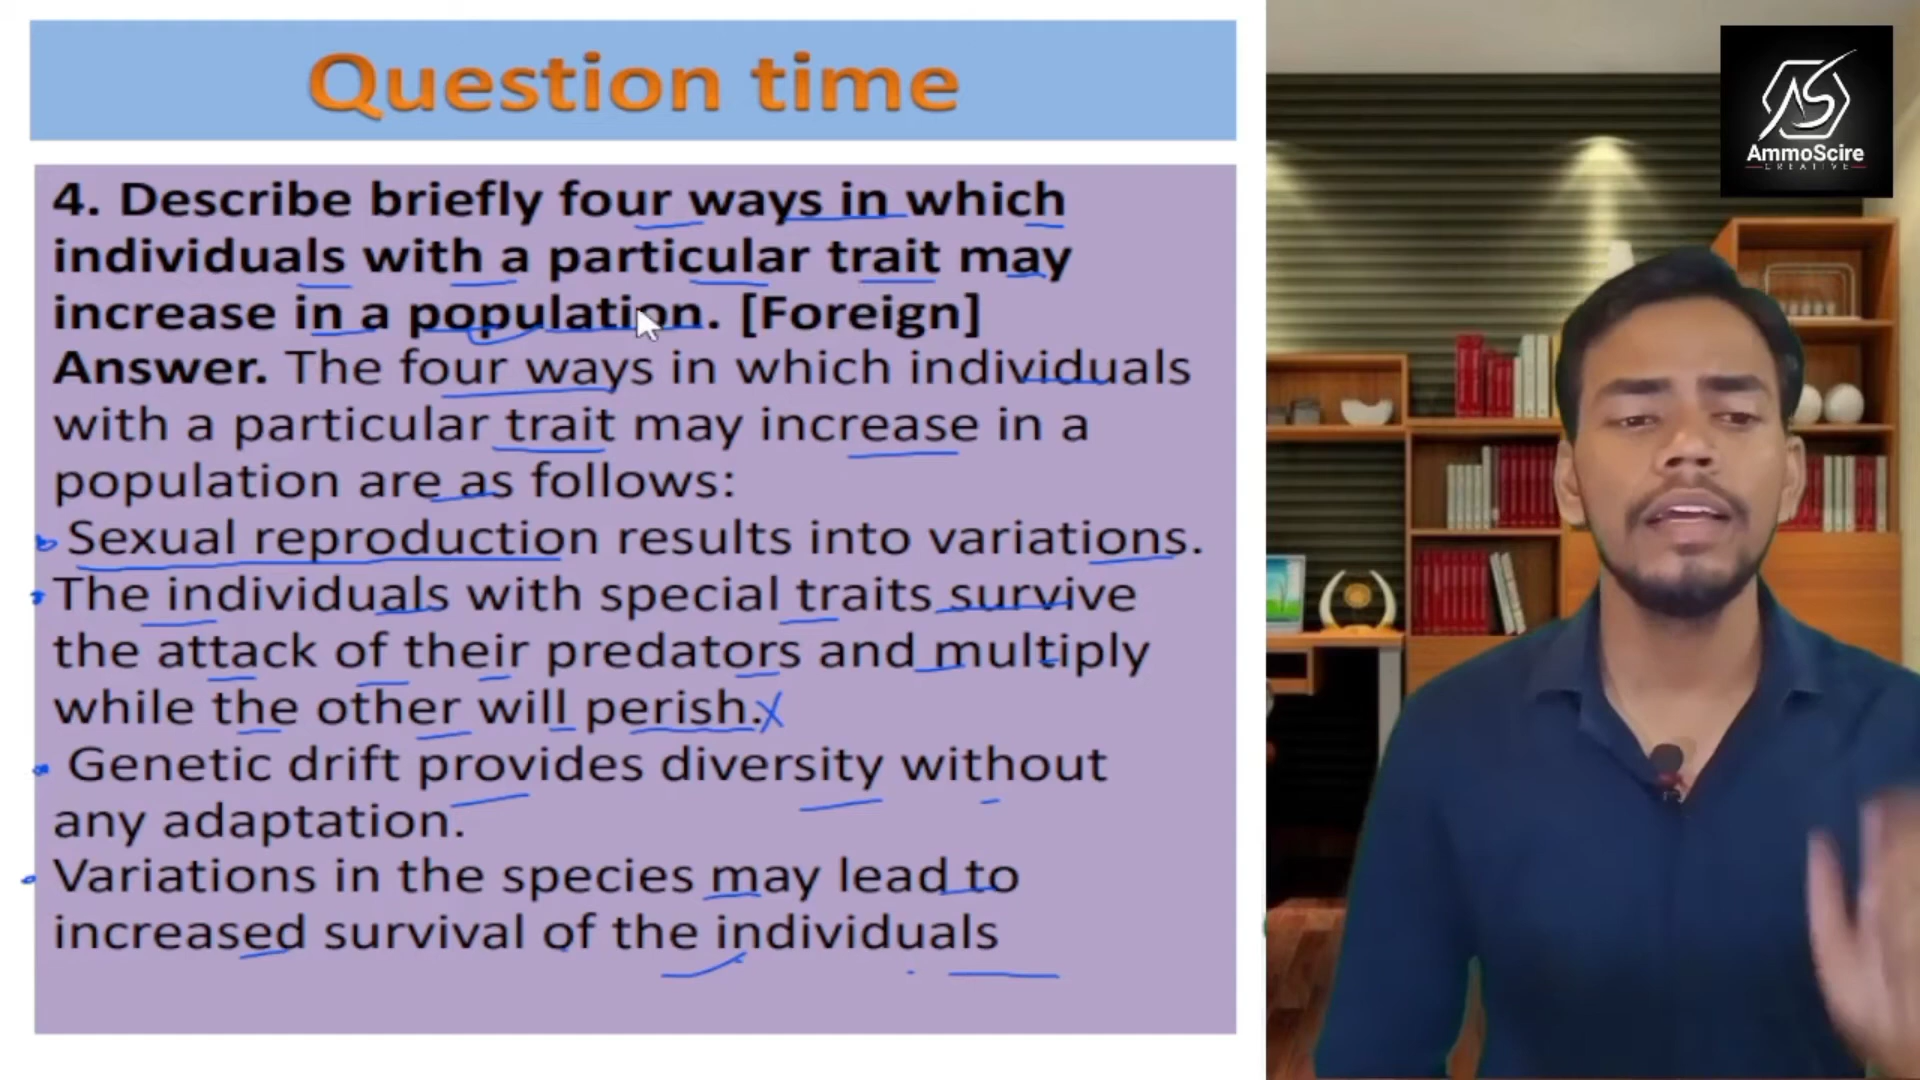 Question time
4. Describe briefly four ways in which
individuals with a particular trait may
increase in a population. [Foreign]
Answer. The four ways in which individuals
with a particular trait may increase in a
population are as follows:
Sexual reproduction results into variations.
The individuals with special traits survive
the attack of their predators and multiply
while the other will perish.
Genetic drift provides diversity without
any adaptation.
Variations in the species may lead to
increased survival of the individuals
AS
AmmoScire
CREATIVE